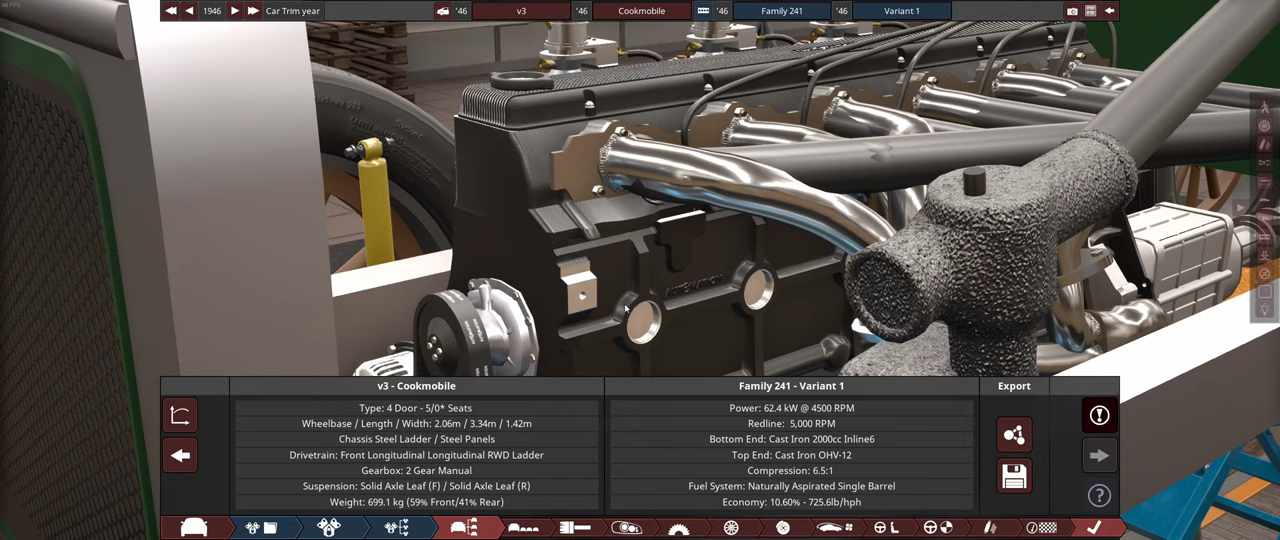 60 FPS
1946 Car Trim year '46 v3 '46 Cookmobile '46 Family 241 '46 Variant 1
v3 - Cookmobile
Type: 4 Door - 5/0* Seats
Wheelbase / Length / Width: 2.06m / 3.34m / 1.42m
Chassis Steel Ladder / Steel Panels
Drivetrain: Front Longitudinal Longitudinal RWD Ladder
Gearbox: 2 Gear Manual
Suspension: Solid Axle Leaf (F) / Solid Axle Leaf (R)
Weight: 699.1 kg (59% Front/41% Rear)
Family 241 - Variant 1
Power: 62.4 kW @ 4500 RPM
Redline: 5,000 RPM
Bottom End: Cast Iron 2000cc Inline6
Top End: Cast Iron OHV-12
Compression: 6.5:1
Fuel System: Naturally Aspirated Single Barrel
Economy: 10.60% - 725.6lb/hph
Export